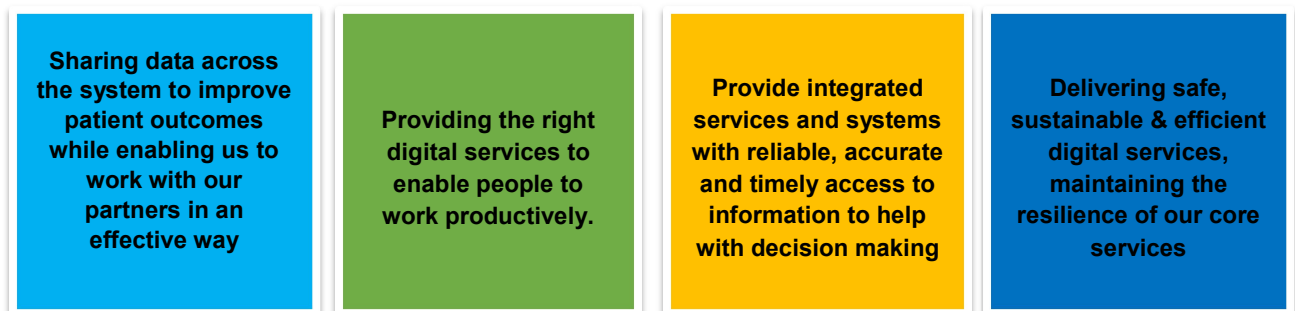 Sharing data across
the system to improve
patient outcomes
while enabling us to
work with our
partners in an
effective way
Providing the right
digital services to
enable people to
work productively.
Provide integrated
services and systems
with reliable, accurate
and timely access to
information to help
with decision making
Delivering safe,
sustainable & efficient
digital services,
maintaining the
resilience of our core
services